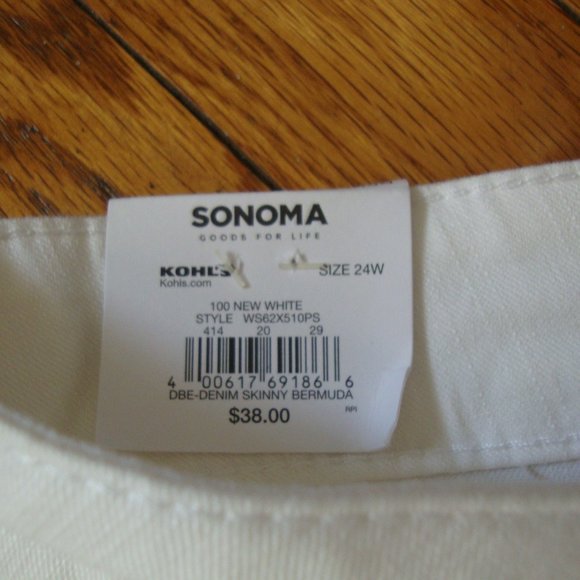 SONOMA
GOODS FOR LIFE
KOHL'S SIZE 24W
Kohls.com
100 NEW WHITE
STYLE WS62X510PS
414 20 29
4 00617 69186 6
DBE-DENIM SKINNY BERMUDA
$38.00 RPI